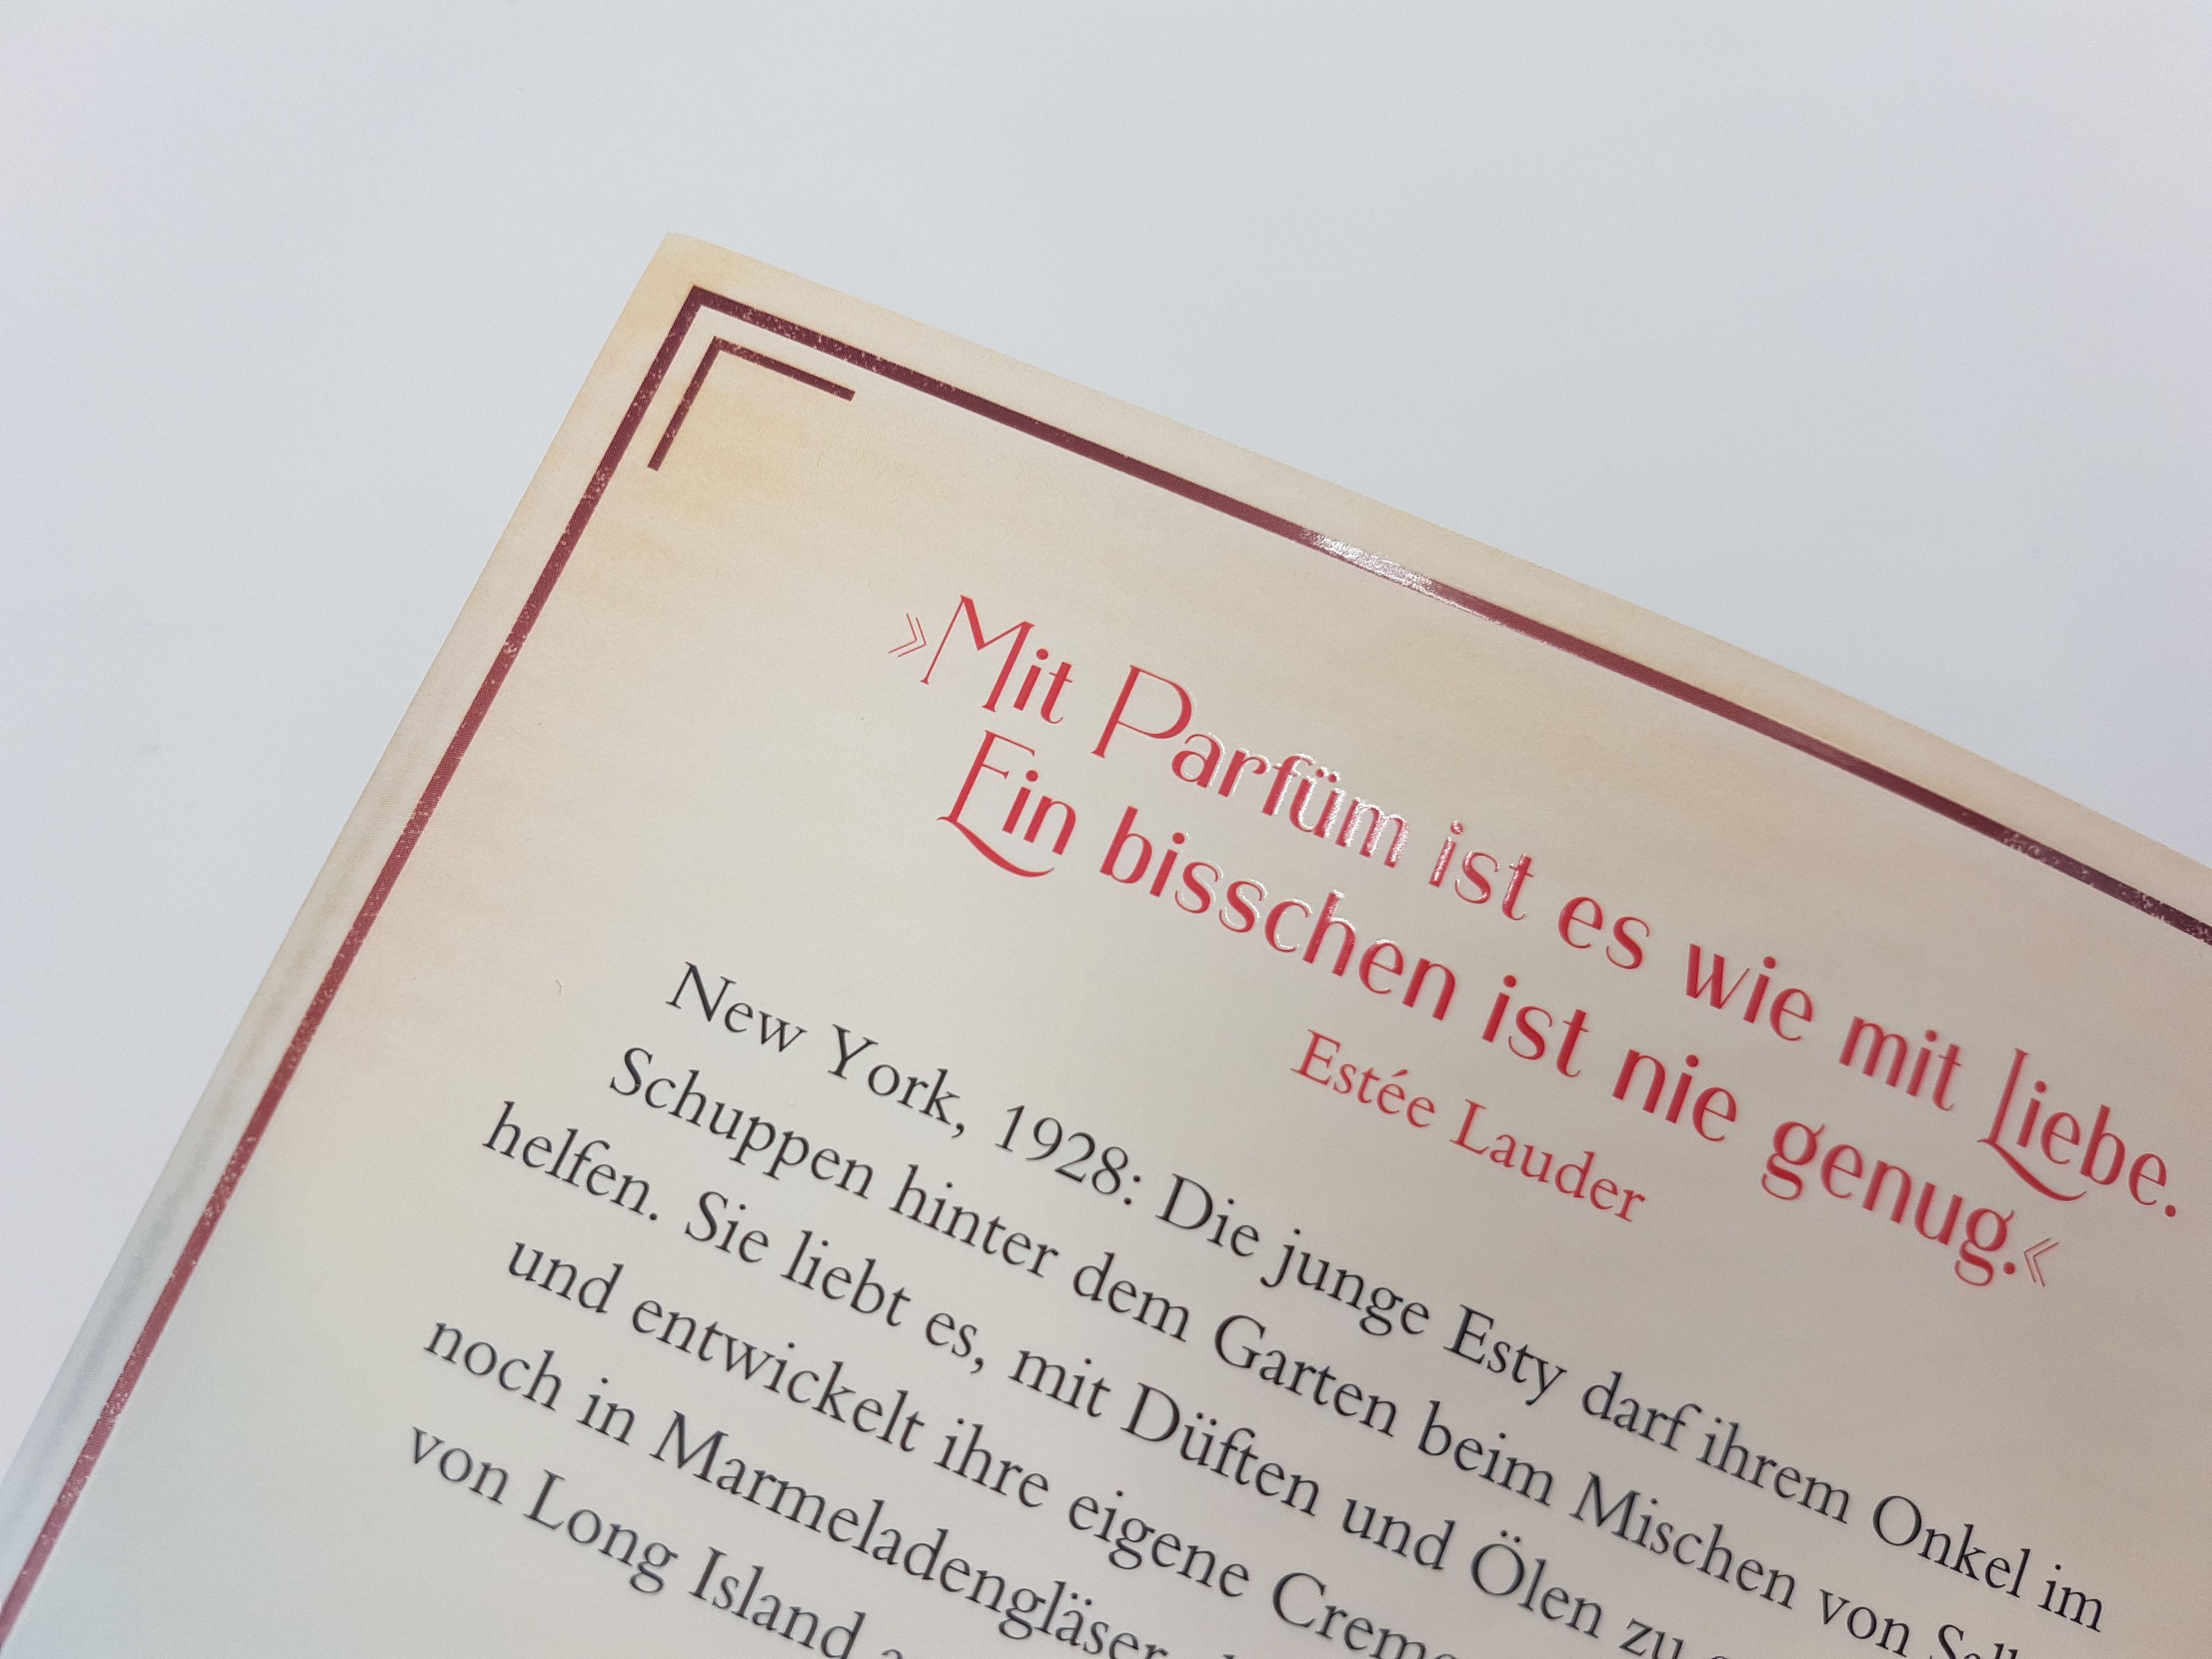 »Mit Parfüm ist es wie mit Liebe.
Ein bisschen ist nie genug.«
Estée Lauder
New York, 1928: Die junge Esty darf ihrem Onkel im
Schuppen hinter dem Garten beim Mischen von
helfen. Sie liebt es, mit Düften und Ölen zu
und entwickelt ihre eigene
noch in Marmeladengläser
von Long Island